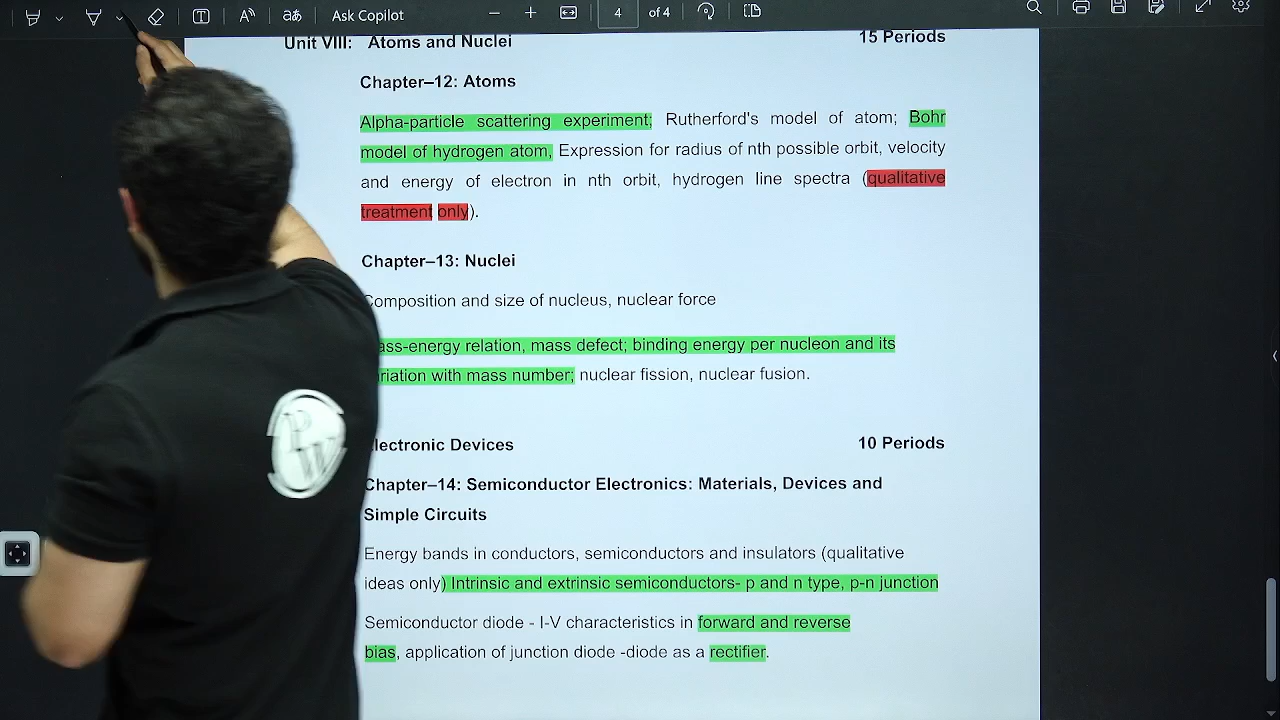 Ask Copilot
4 of 4
Unit VIII: Atoms and Nuclei 15 Periods
Chapter–12: Atoms
Alpha-particle scattering experiment; Rutherford's model of atom; Bohr
model of hydrogen atom, Expression for radius of nth possible orbit, velocity
and energy of electron in nth orbit, hydrogen line spectra (qualitative
treatment only).
Chapter–13: Nuclei
Composition and size of nucleus, nuclear force
ass-energy relation, mass defect; binding energy per nucleon and its
riation with mass number; nuclear fission, nuclear fusion.
lectronic Devices 10 Periods
Chapter–14: Semiconductor Electronics: Materials, Devices and
Simple Circuits
Energy bands in conductors, semiconductors and insulators (qualitative
ideas only) Intrinsic and extrinsic semiconductors- p and n type, p-n junction
Semiconductor diode - I-V characteristics in forward and reverse
bias, application of junction diode -diode as a rectifier.
PW